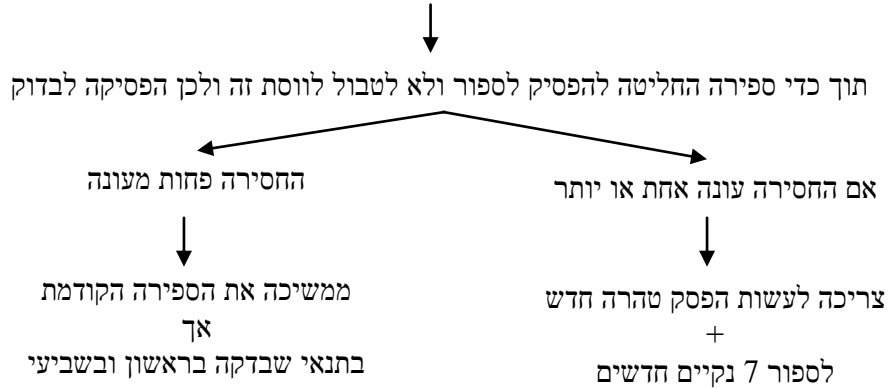 תוך כדי ספירה החליטה להפסיק לספור ולא לטבול לווסת זה ולכן הפסיקה לבדוק
אם החסירה עונה אחת או יותר
צריכה לעשות הפסק טהרה חדש
+
לספור 7 נקיים חדשים
החסירה פחות מעונה
ממשיכה את הספירה הקודמת
אך
בתנאי שבדקה בראשון ובשביעי